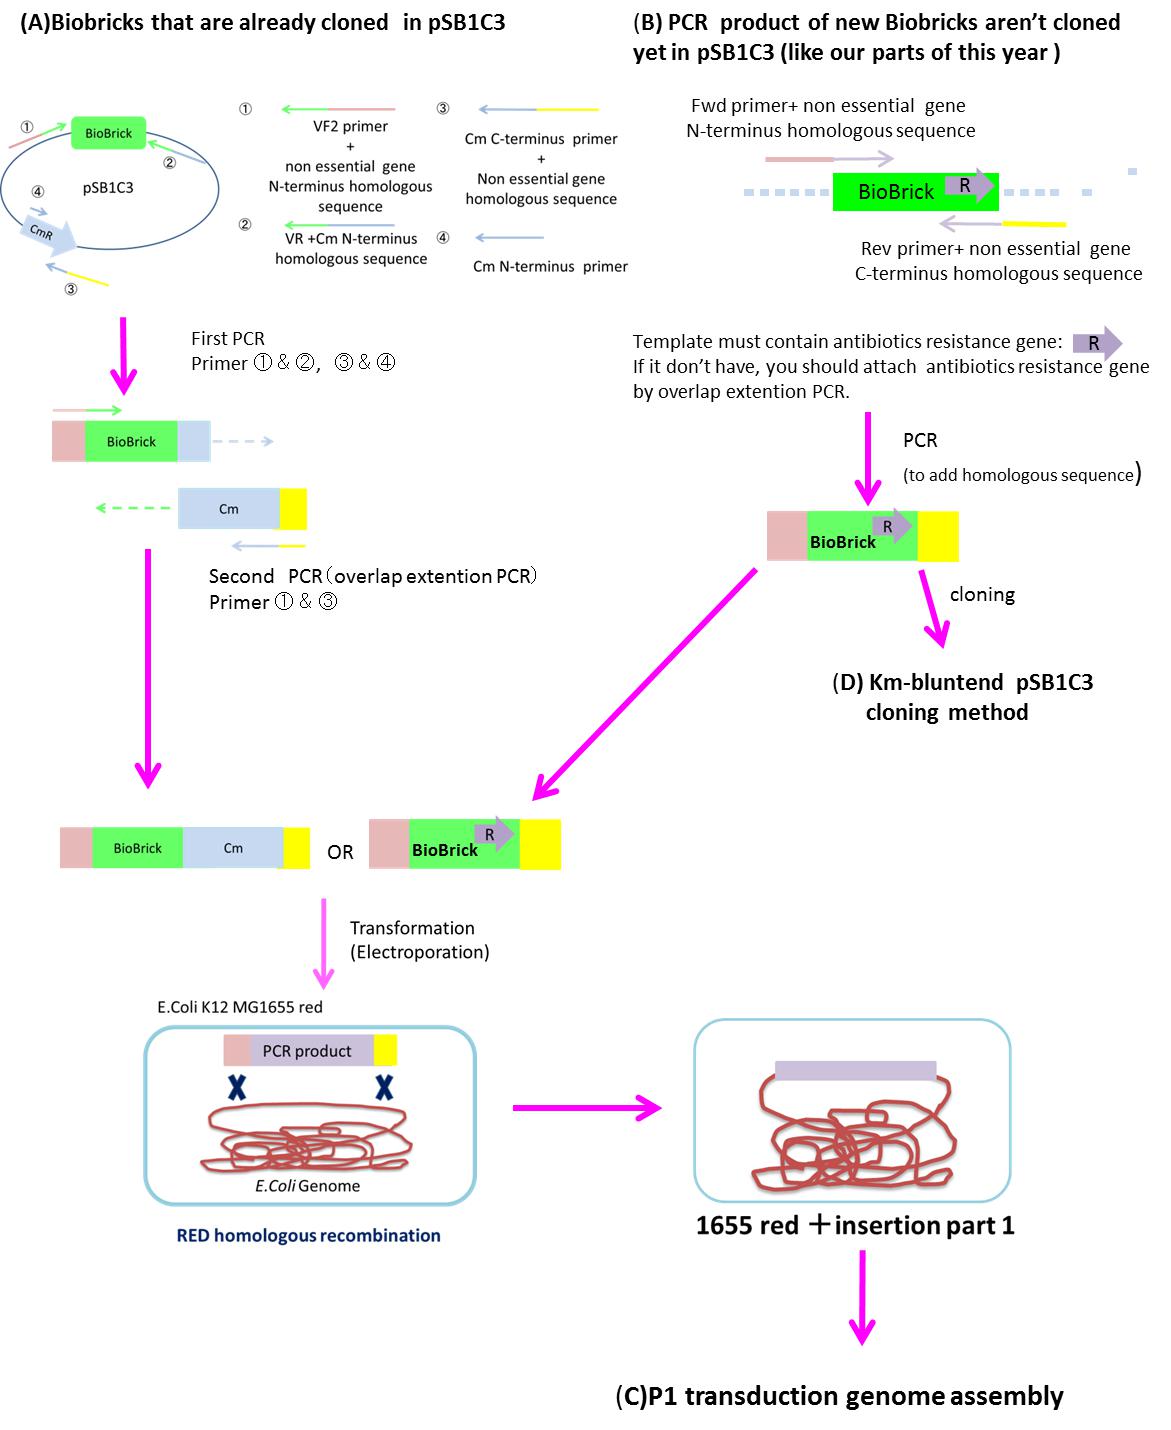 (A)Biobricks that are already cloned in pSB1C3
(B) PCR product of new Biobricks aren't cloned
yet in pSB1C3 (like our parts of this year )
①
BioBrick
②
pSB1C3
④
CmR
③
①
VF2 primer
+
non essential gene
N-terminus homologous
sequence
②
VR +Cm N-terminus
homologous sequence
③
Cm C-terminus primer
+
Non essential gene
homologous sequence
④
Cm N-terminus primer
Fwd primer+ non essential gene
N-terminus homologous sequence
BioBrick
R
Rev primer+ non essential gene
C-terminus homologous sequence
First PCR
Primer ① & ②, ③ & ④
Template must contain antibiotics resistance gene:
R
If it don't have, you should attach antibiotics resistance gene
by overlap extention PCR.
BioBrick
Cm
PCR
(to add homologous sequence)
R
BioBrick
Second PCR(overlap extention PCR)
Primer ① & ③
cloning
(D) Km-bluntend pSB1C3
cloning method
BioBrick
Cm
OR
R
BioBrick
Transformation
(Electroporation)
E.Coli K12 MG1655 red
PCR product
X
X
E.Coli Genome
RED homologous recombination
1655 red +insertion part 1
(C)P1 transduction genome assembly